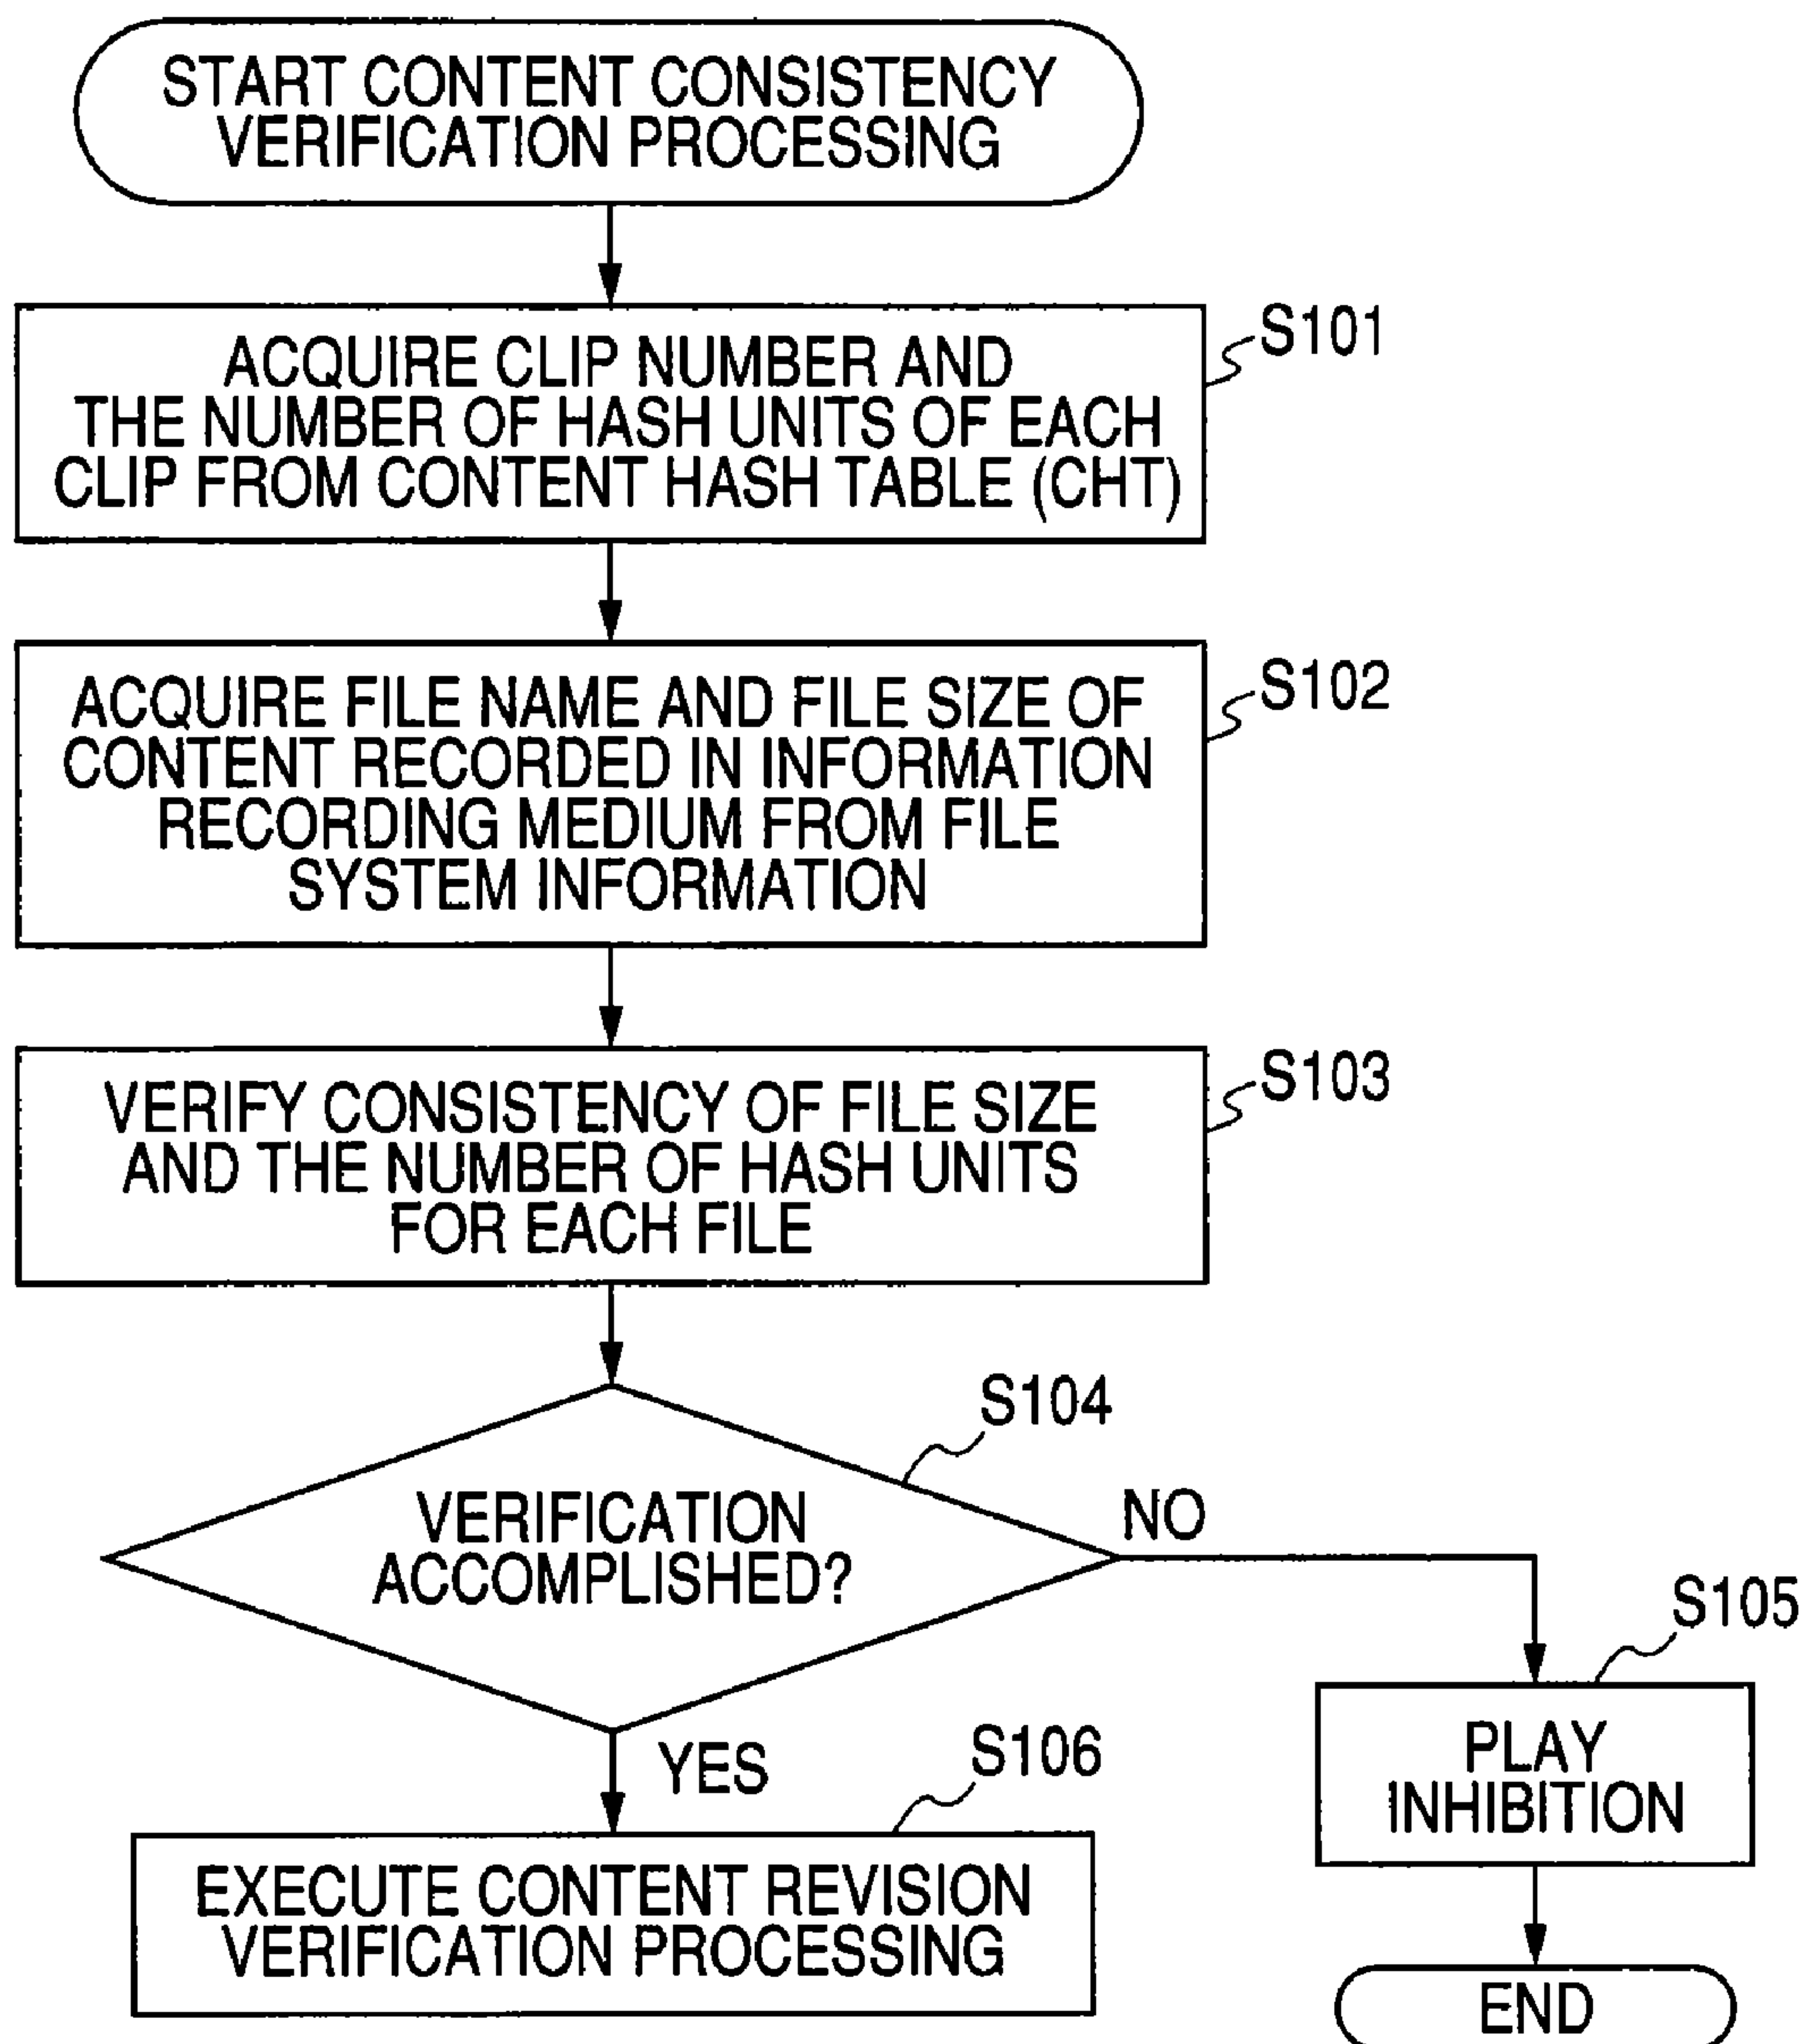 START CONTENT CONSISTENCY
VERIFICATION PROCESSING
S101
ACQUIRE CLIP NUMBER AND
THE NUMBER OF HASH UNITS OF EACH
CLIP FROM CONTENT HASH TABLE (CHT)
S102
ACQUIRE FILE NAME AND FILE SIZE OF
CONTENT RECORDED IN INFORMATION
RECORDING MEDIUM FROM FILE
SYSTEM INFORMATION
S103
VERIFY CONSISTENCY OF FILE SIZE
AND THE NUMBER OF HASH UNITS
FOR EACH FILE
S104
VERIFICATION
ACCOMPLISHED?
NO
S105
PLAY
INHIBITION
YES
S106
EXECUTE CONTENT REVISION
VERIFICATION PROCESSING
END